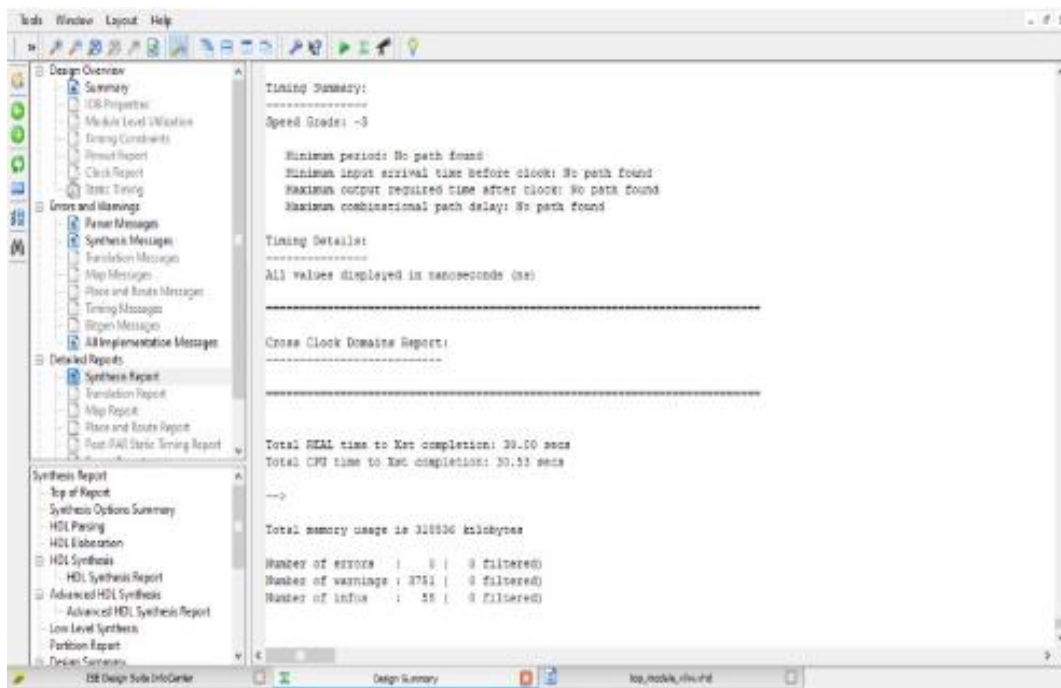 Tools Window Layout Help
»
Design Overview
Summary
IOB Properties
Module Level Utilization
Timing Constraints
Pinout Report
Clock Report
Static Timing
Errors and Warnings
Parser Messages
Synthesis Messages
Translation Messages
Map Messages
Place and Route Messages
Timing Messages
Bitgen Messages
All Implementation Messages
Detailed Reports
Synthesis Report
Translation Report
Map Report
Place and Route Report
Post-PAR Static Timing Report
Synthesis Report
Top of Report
Synthesis Options Summary
HDL Parsing
HDL Elaboration
HDL Synthesis
HDL Synthesis Report
Advanced HDL Synthesis
Advanced HDL Synthesis Report
Low Level Synthesis
Partition Report
Design Summary
Timing Summary:
---------------
Speed Grade: -3
Minimum period: No path found
Minimum input arrival time before clock: No path found
Maximum output required time after clock: No path found
Maximum combinational path delay: No path found
Timing Details:
---------------
All values displayed in nanoseconds (ns)
Cross Clock Domains Report:
--------------------------
Total REAL time to Xst completion: 30.00 secs
Total CPU time to Xst completion: 30.53 secs
-->
Total memory usage is 318536 kilobytes
Number of errors : 0 ( 0 filtered)
Number of warnings : 3751 ( 0 filtered)
Number of infos : 55 ( 0 filtered)
ISE Design Suite InfoCenter
Design Summary